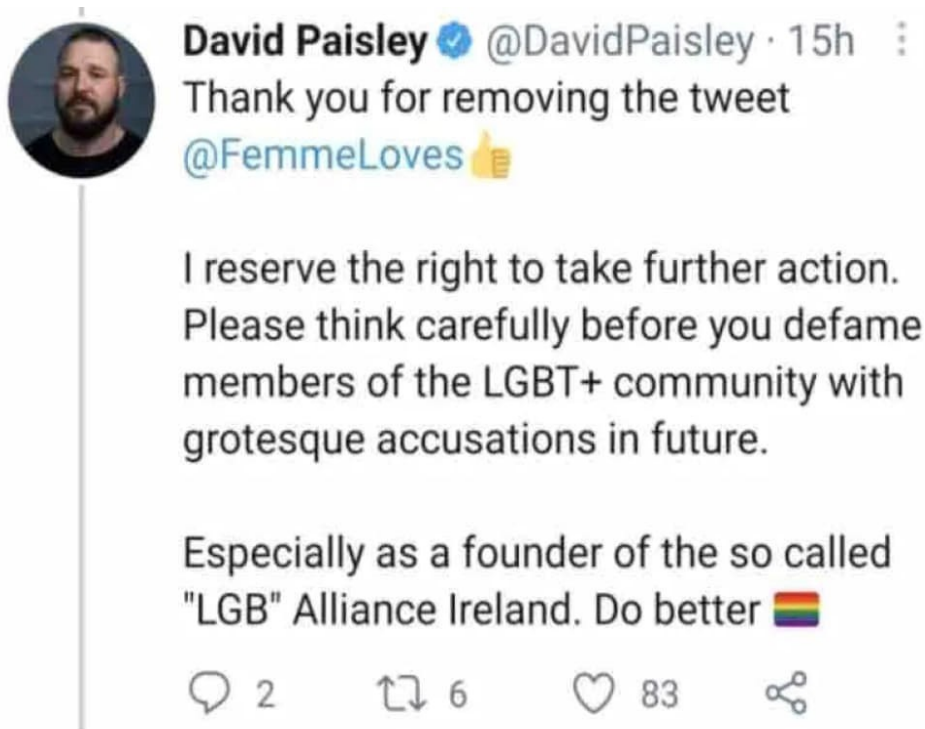 David Paisley @DavidPaisley · 15h
Thank you for removing the tweet
@FemmeLoves👍
I reserve the right to take further action.
Please think carefully before you defame
members of the LGBT+ community with
grotesque accusations in future.
Especially as a founder of the so called
"LGB" Alliance Ireland. Do better 🏳️‍🌈
2 6 83